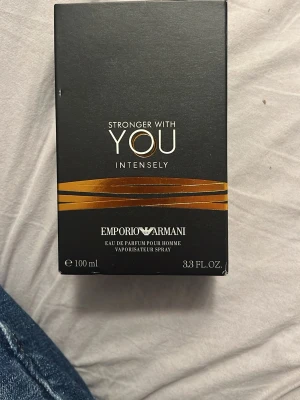 STRONGER WITH
YOU
INTENSELY
EMPORIO ARMANI
EAU DE PARFUM POUR HOMME
VAPORISATEUR SPRAY
℮ 100 ml 3.3 FL.OZ.